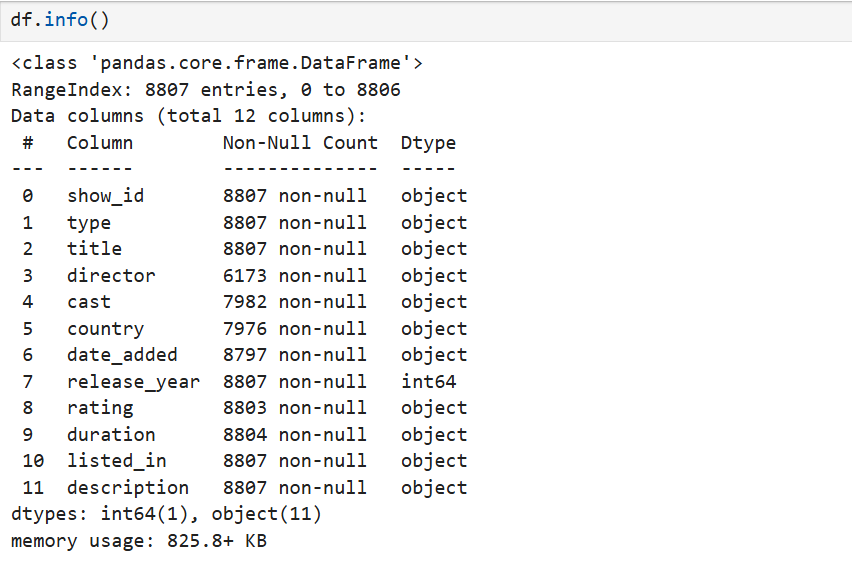 df.info()
<class 'pandas.core.frame.DataFrame'>
RangeIndex: 8807 entries, 0 to 8806
Data columns (total 12 columns):
 #   Column        Non-Null Count  Dtype
---  ------        --------------  -----
 0   show_id       8807 non-null   object
 1   type          8807 non-null   object
 2   title         8807 non-null   object
 3   director      6173 non-null   object
 4   cast          7982 non-null   object
 5   country       7976 non-null   object
 6   date_added    8797 non-null   object
 7   release_year  8807 non-null   int64
 8   rating        8803 non-null   object
 9   duration      8804 non-null   object
 10  listed_in     8807 non-null   object
 11  description   8807 non-null   object
dtypes: int64(1), object(11)
memory usage: 825.8+ KB